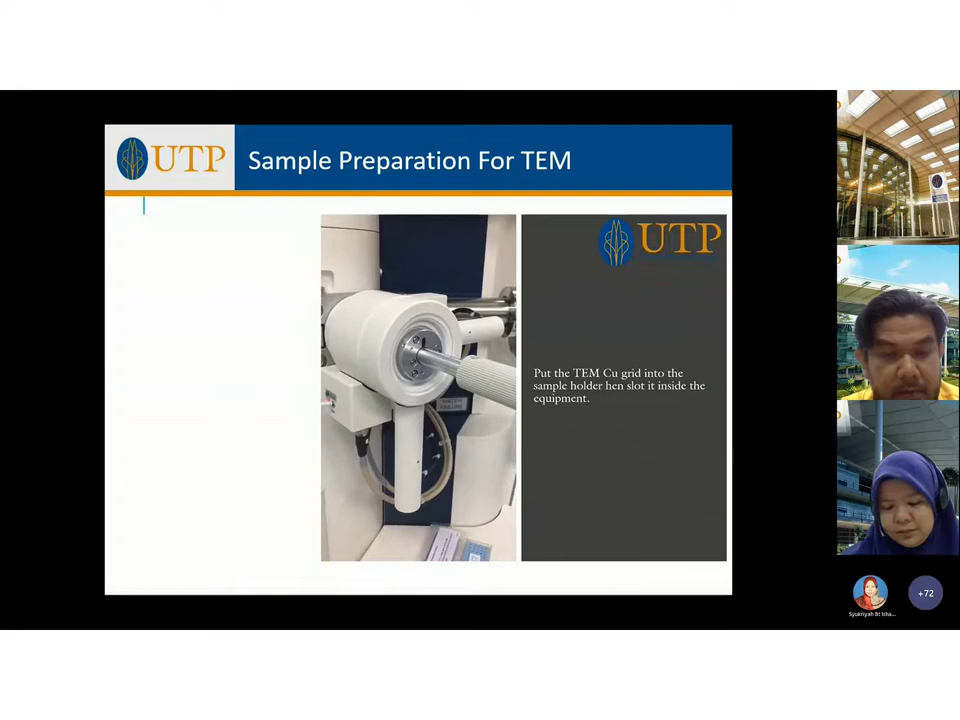 UTP
Sample Preparation For TEM
UTP
Put the TEM Cu grid into the
sample holder hen slot it inside the
equipment.
+72
Syukriyah Bt Isha...